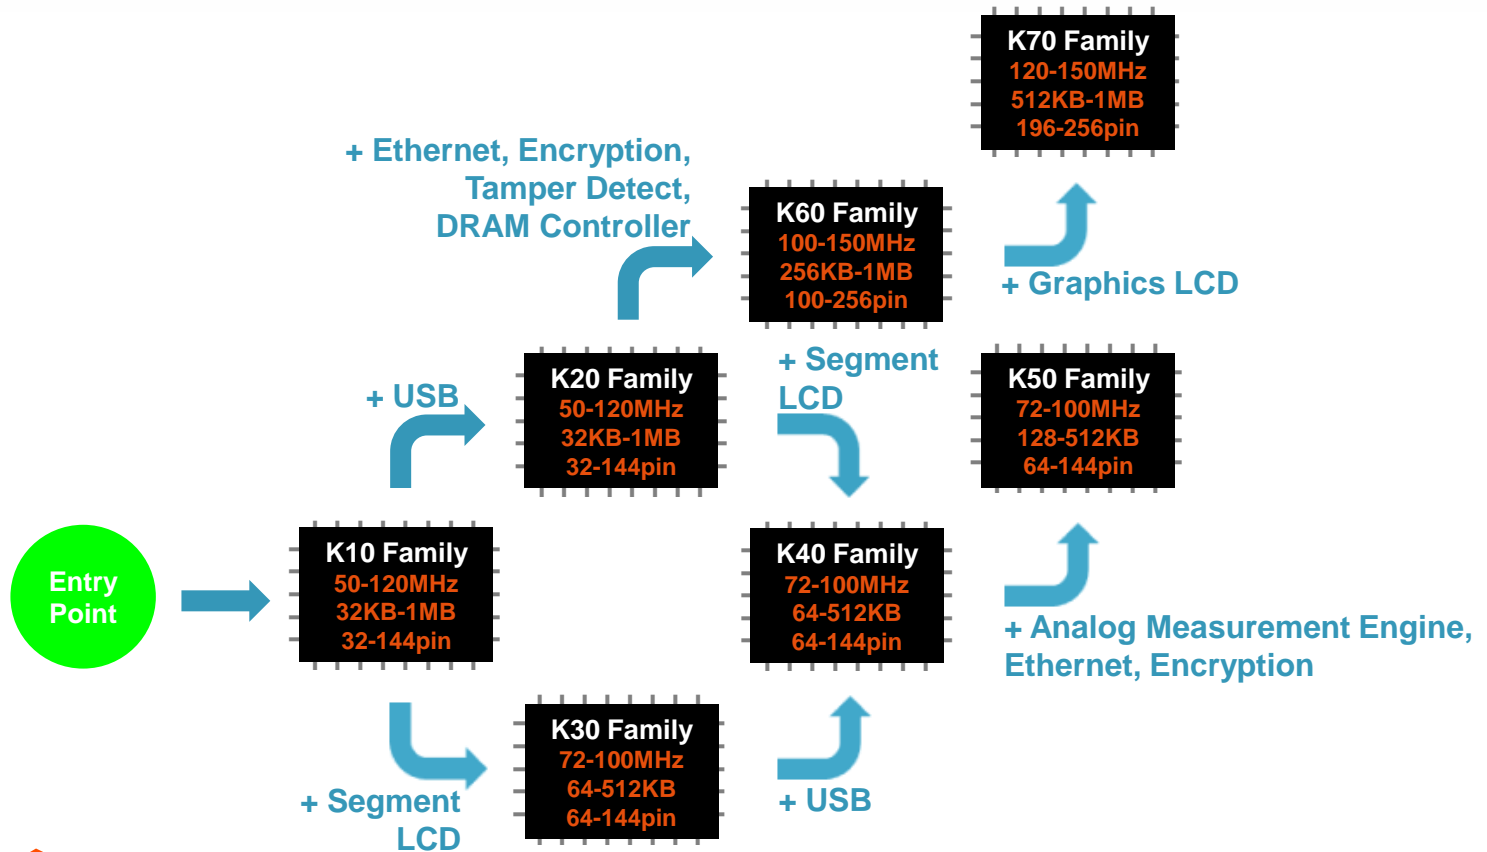 K70 Family
120-150MHz
512KB-1MB
196-256pin
+ Ethernet, Encryption,
Tamper Detect,
DRAM Controller
K60 Family
100-150MHz
256KB-1MB
100-256pin
+ Graphics LCD
+ USB
K20 Family
50-120MHz
32KB-1MB
32-144pin
+ Segment
LCD
K50 Family
72-100MHz
128-512KB
64-144pin
Entry
Point
K10 Family
50-120MHz
32KB-1MB
32-144pin
K40 Family
72-100MHz
64-512KB
64-144pin
+ Analog Measurement Engine,
Ethernet, Encryption
+ Segment
LCD
K30 Family
72-100MHz
64-512KB
64-144pin
+ USB